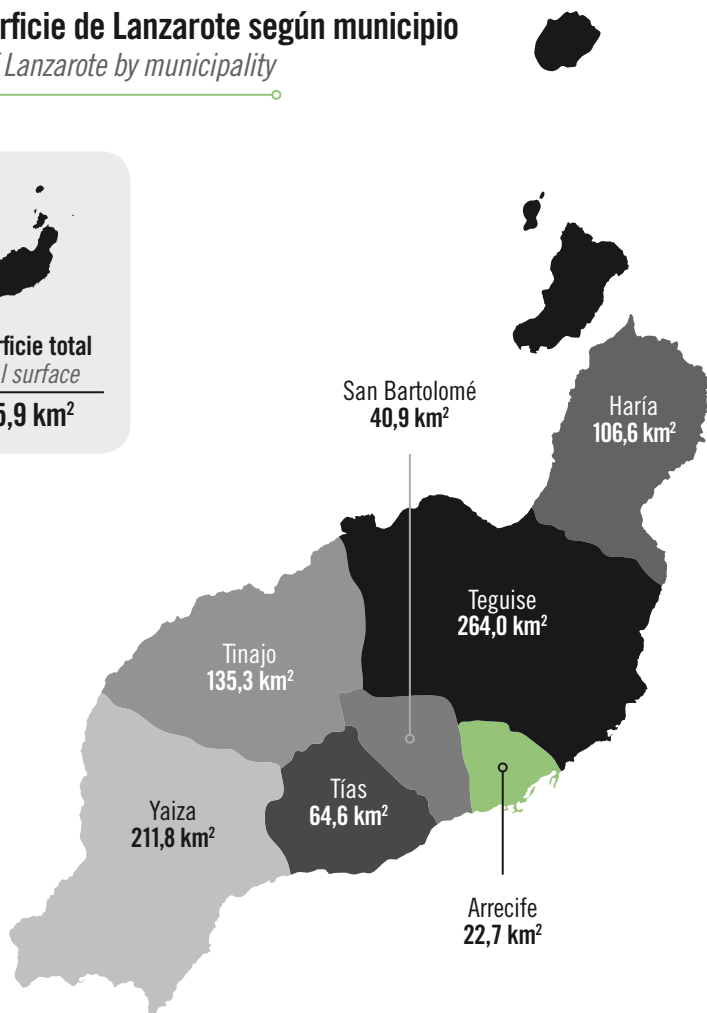 rficie de Lanzarote según municipio
Lanzarote by municipality
rficie total
l surface
5,9 km²
San Bartolomé
40,9 km²
Haría
106,6 km²
Teguise
264,0 km²
Tinajo
135,3 km²
Tías
64,6 km²
Yaiza
211,8 km²
Arrecife
22,7 km²